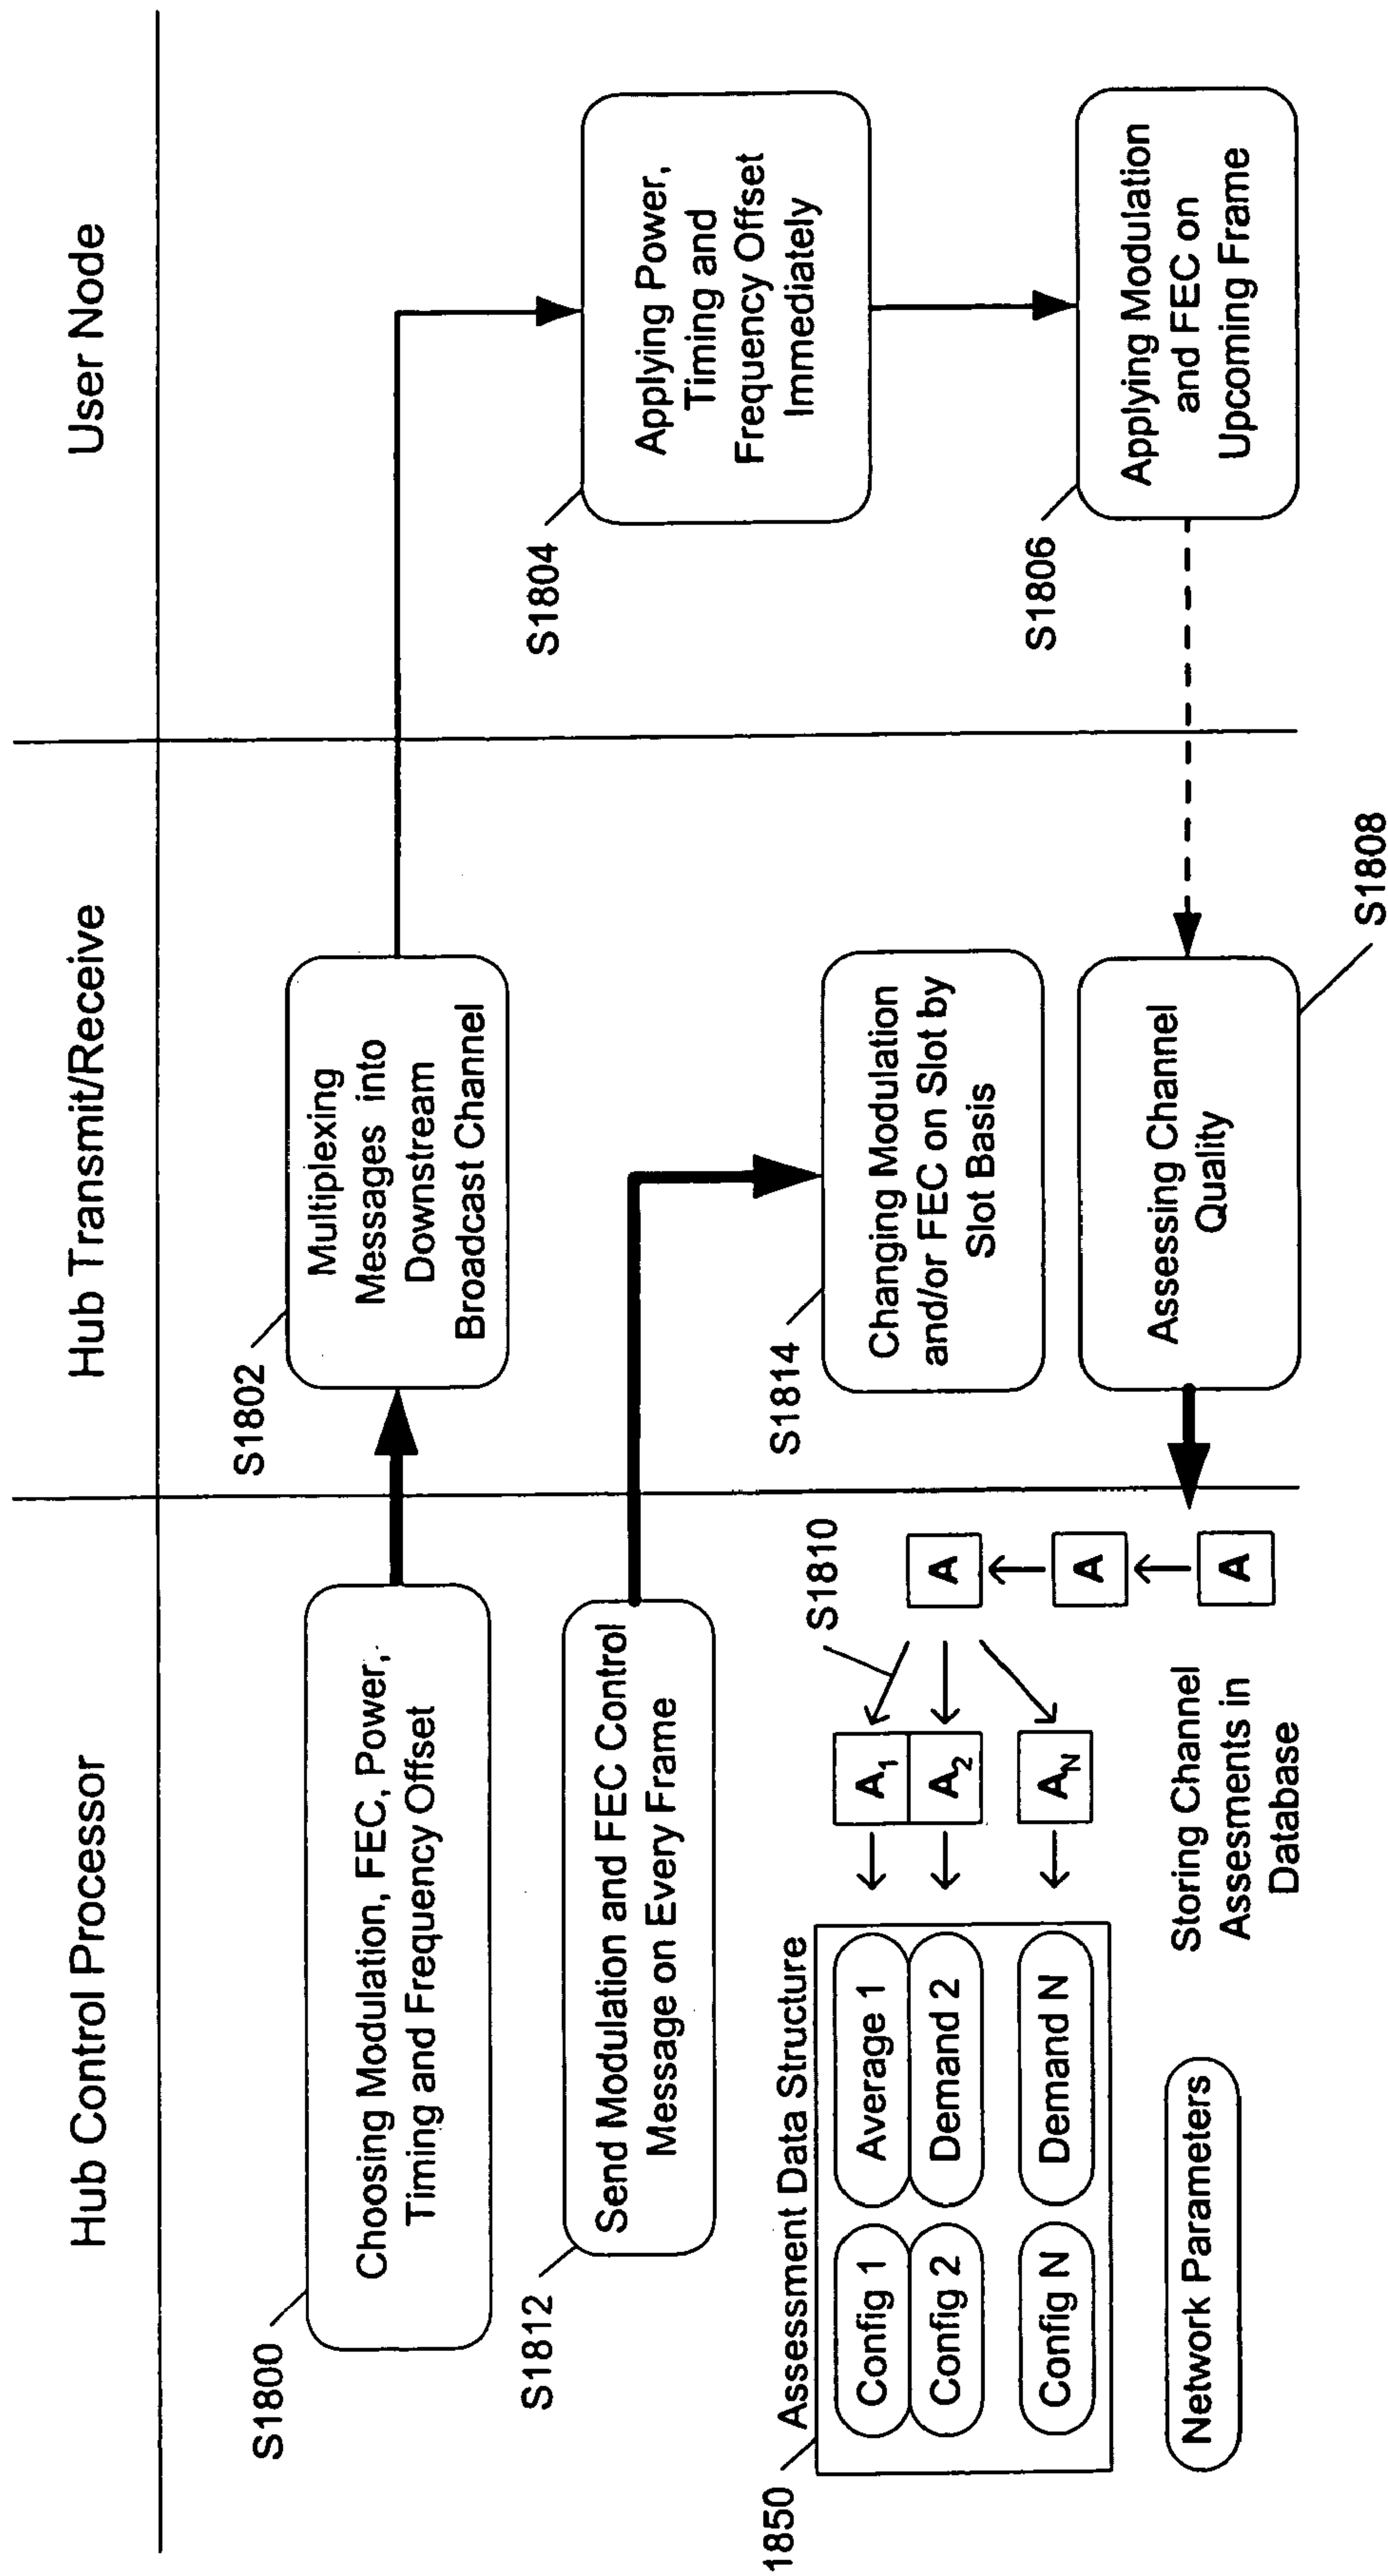 Hub Control Processor
Hub Transmit/Receive
User Node
S1800
Choosing Modulation, FEC, Power,
Timing and Frequency Offset
S1802
Multiplexing
Messages into
Downstream
Broadcast Channel
S1804
Applying Power,
Timing and
Frequency Offset
Immediately
S1812
Send Modulation and FEC Control
Message on Every Frame
S1814
Changing Modulation
and/or FEC on Slot by
Slot Basis
S1806
Applying Modulation
and FEC on
Upcoming Frame
1850
Assessment Data Structure
Config 1
Average 1
Config 2
Demand 2
Config N
Demand N
A1
A2
AN
S1810
A
A
A
Assessing Channel
Quality
S1808
Network Parameters
Storing Channel
Assesments in
Database